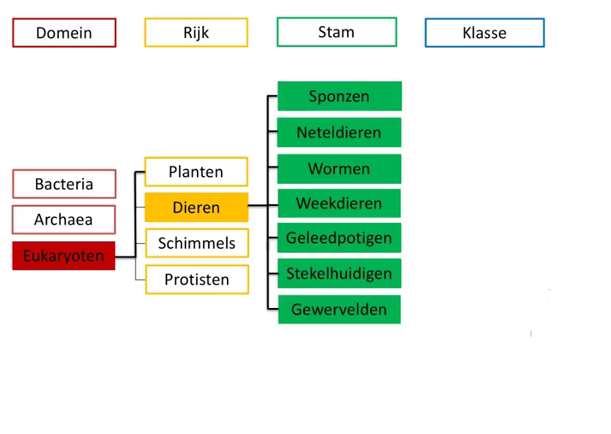 Domein
Rijk
Stam
Klasse
Bacteria
Archaea
Eukaryoten
Planten
Dieren
Schimmels
Protisten
Sponzen
Neteldieren
Wormen
Weekdieren
Geleedpotigen
Stekelhuidigen
Gewervelden